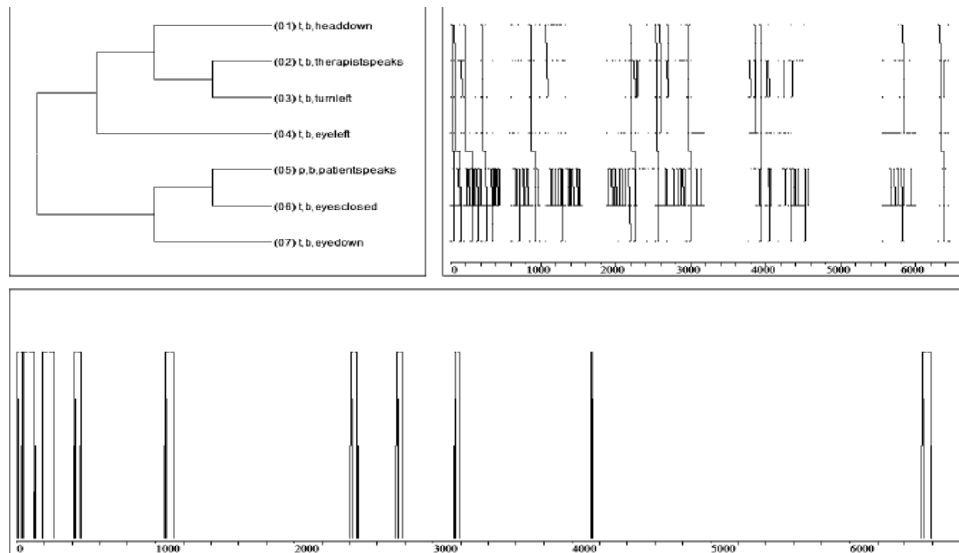 (01) t,b,headdown
(02) t,b,therapistspeaks
(03) t,b,turnleft
(04) t,b,eyeleft
(05) p,b,patientspeaks
(06) t,b,eyesclosed
(07) t,b,eyedown
0 1000 2000 3000 4000 5000 6000
0 1000 2000 3000 4000 5000 6000